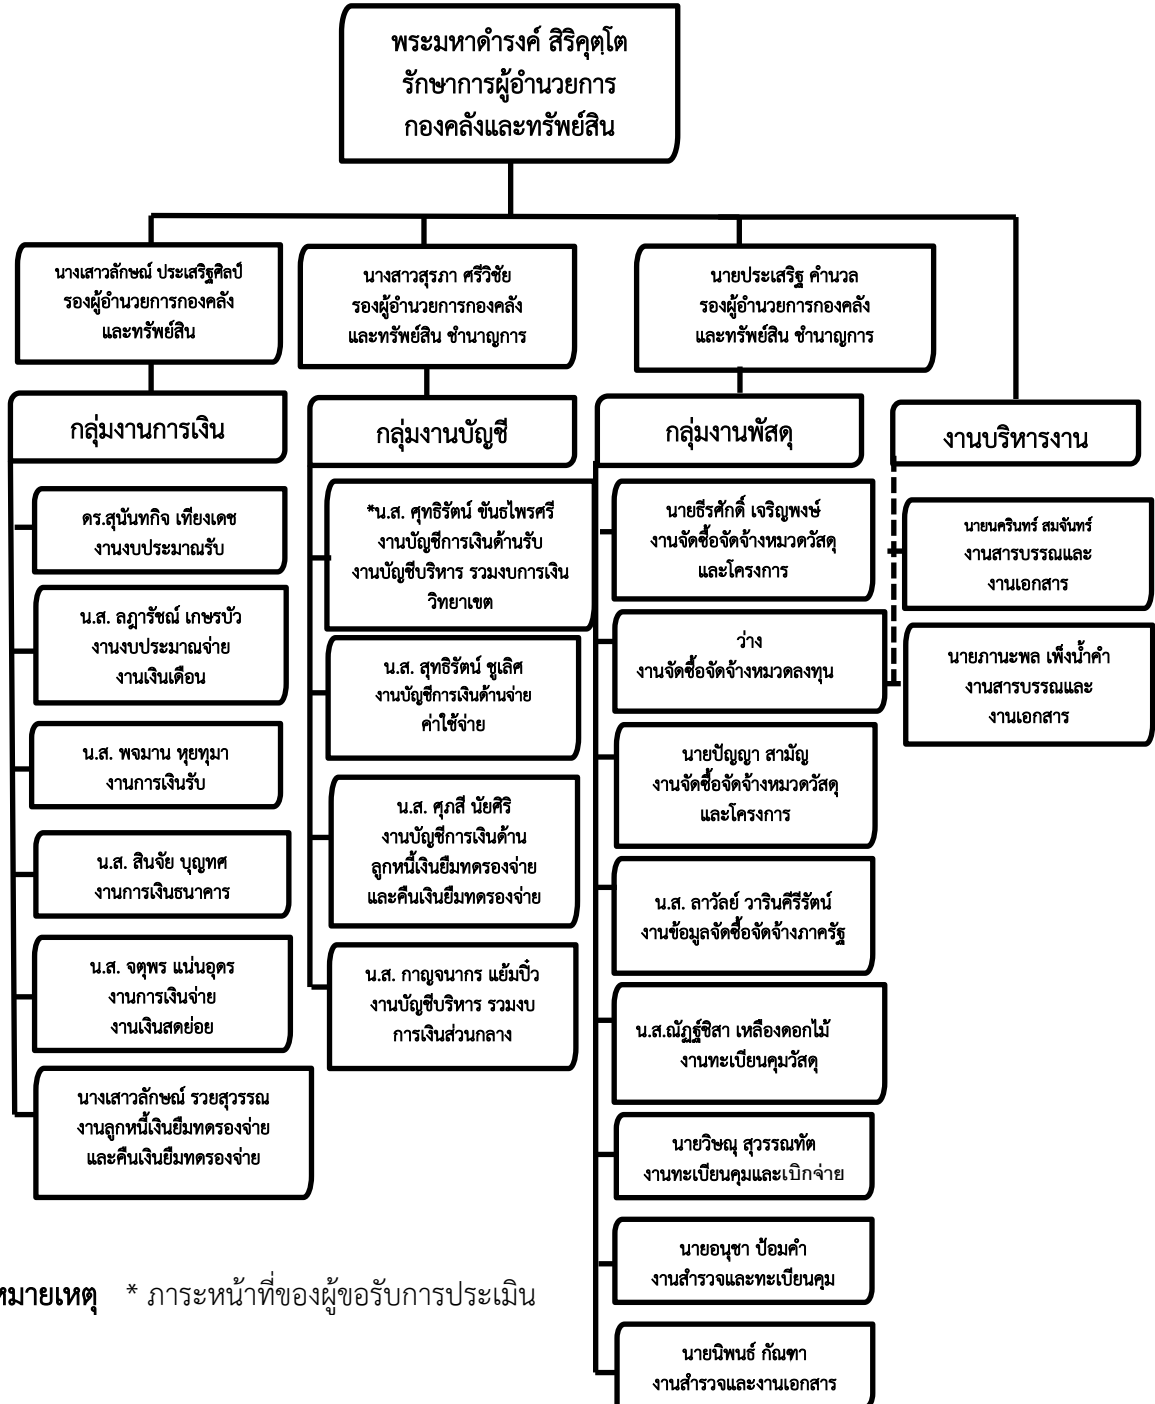 พระมหาดำรงค์ สิริคุตฺโต
รักษาการผู้อำนวยการ
กองคลังและทรัพย์สิน
นางเสาวลักษณ์ ประเสริฐศิลป์
รองผู้อำนวยการกองคลัง
และทรัพย์สิน
นางสาวสุรภา ศรีวิชัย
รองผู้อำนวยการกองคลัง
และทรัพย์สิน ชำนาญการ
นายประเสริฐ คำนวล
รองผู้อำนวยการกองคลัง
และทรัพย์สิน ชำนาญการ
กลุ่มงานการเงิน
ดร.สุนันทกิจ เทียงเดช
งานงบประมาณรับ
น.ส. ลฎารัชณ์ เกษรบัว
งานงบประมาณจ่าย
งานเงินเดือน
น.ส. พจมาน หุยทุมา
งานการเงินรับ
น.ส. สินจัย บุญทศ
งานการเงินธนาคาร
น.ส. จตุพร แน่นอุดร
งานการเงินจ่าย
งานเงินสดย่อย
นางเสาวลักษณ์ รวยสุวรรณ
งานลูกหนี้เงินยืมทดรองจ่าย
และคืนเงินยืมทดรองจ่าย
กลุ่มงานบัญชี
*น.ส. ศุทธิรัตน์ ขันธไพรศรี
งานบัญชีการเงินด้านรับ
งานบัญชีบริหาร รวมงบการเงิน
วิทยาเขต
น.ส. สุทธิรัตน์ ชูเลิศ
งานบัญชีการเงินด้านจ่าย
ค่าใช้จ่าย
น.ส. ศุภสี นัยศิริ
งานบัญชีการเงินด้าน
ลูกหนี้เงินยืมทดรองจ่าย
และคืนเงินยืมทดรองจ่าย
น.ส. กาญจนากร แย้มปิ๋ว
งานบัญชีบริหาร รวมงบ
การเงินส่วนกลาง
กลุ่มงานพัสดุ
นายธีรศักดิ์ เจริญพงษ์
งานจัดซื้อจัดจ้างหมวดวัสดุ
และโครงการ
ว่าง
งานจัดซื้อจัดจ้างหมวดลงทุน
นายปัญญา สามัญ
งานจัดซื้อจัดจ้างหมวดวัสดุ
และโครงการ
น.ส. ลาวัลย์ วารินคีรีรัตน์
งานข้อมูลจัดซื้อจัดจ้างภาครัฐ
น.ส.ณัฏฐ์ชิสา เหลืองดอกไม้
งานทะเบียนคุมวัสดุ
นายวิษณุ สุวรรณทัต
งานทะเบียนคุมและเบิกจ่าย
นายอนุชา ป้อมคำ
งานสำรวจและทะเบียนคุม
นายนิพนธ์ กัณฑา
งานสำรวจและงานเอกสาร
งานบริหารงาน
นายนครินทร์ สมจันทร์
งานสารบรรณและ
งานเอกสาร
นายภานะพล เพ็งน้ำคำ
งานสารบรรณและ
งานเอกสาร
หมายเหตุ * ภาระหน้าที่ของผู้ขอรับการประเมิน